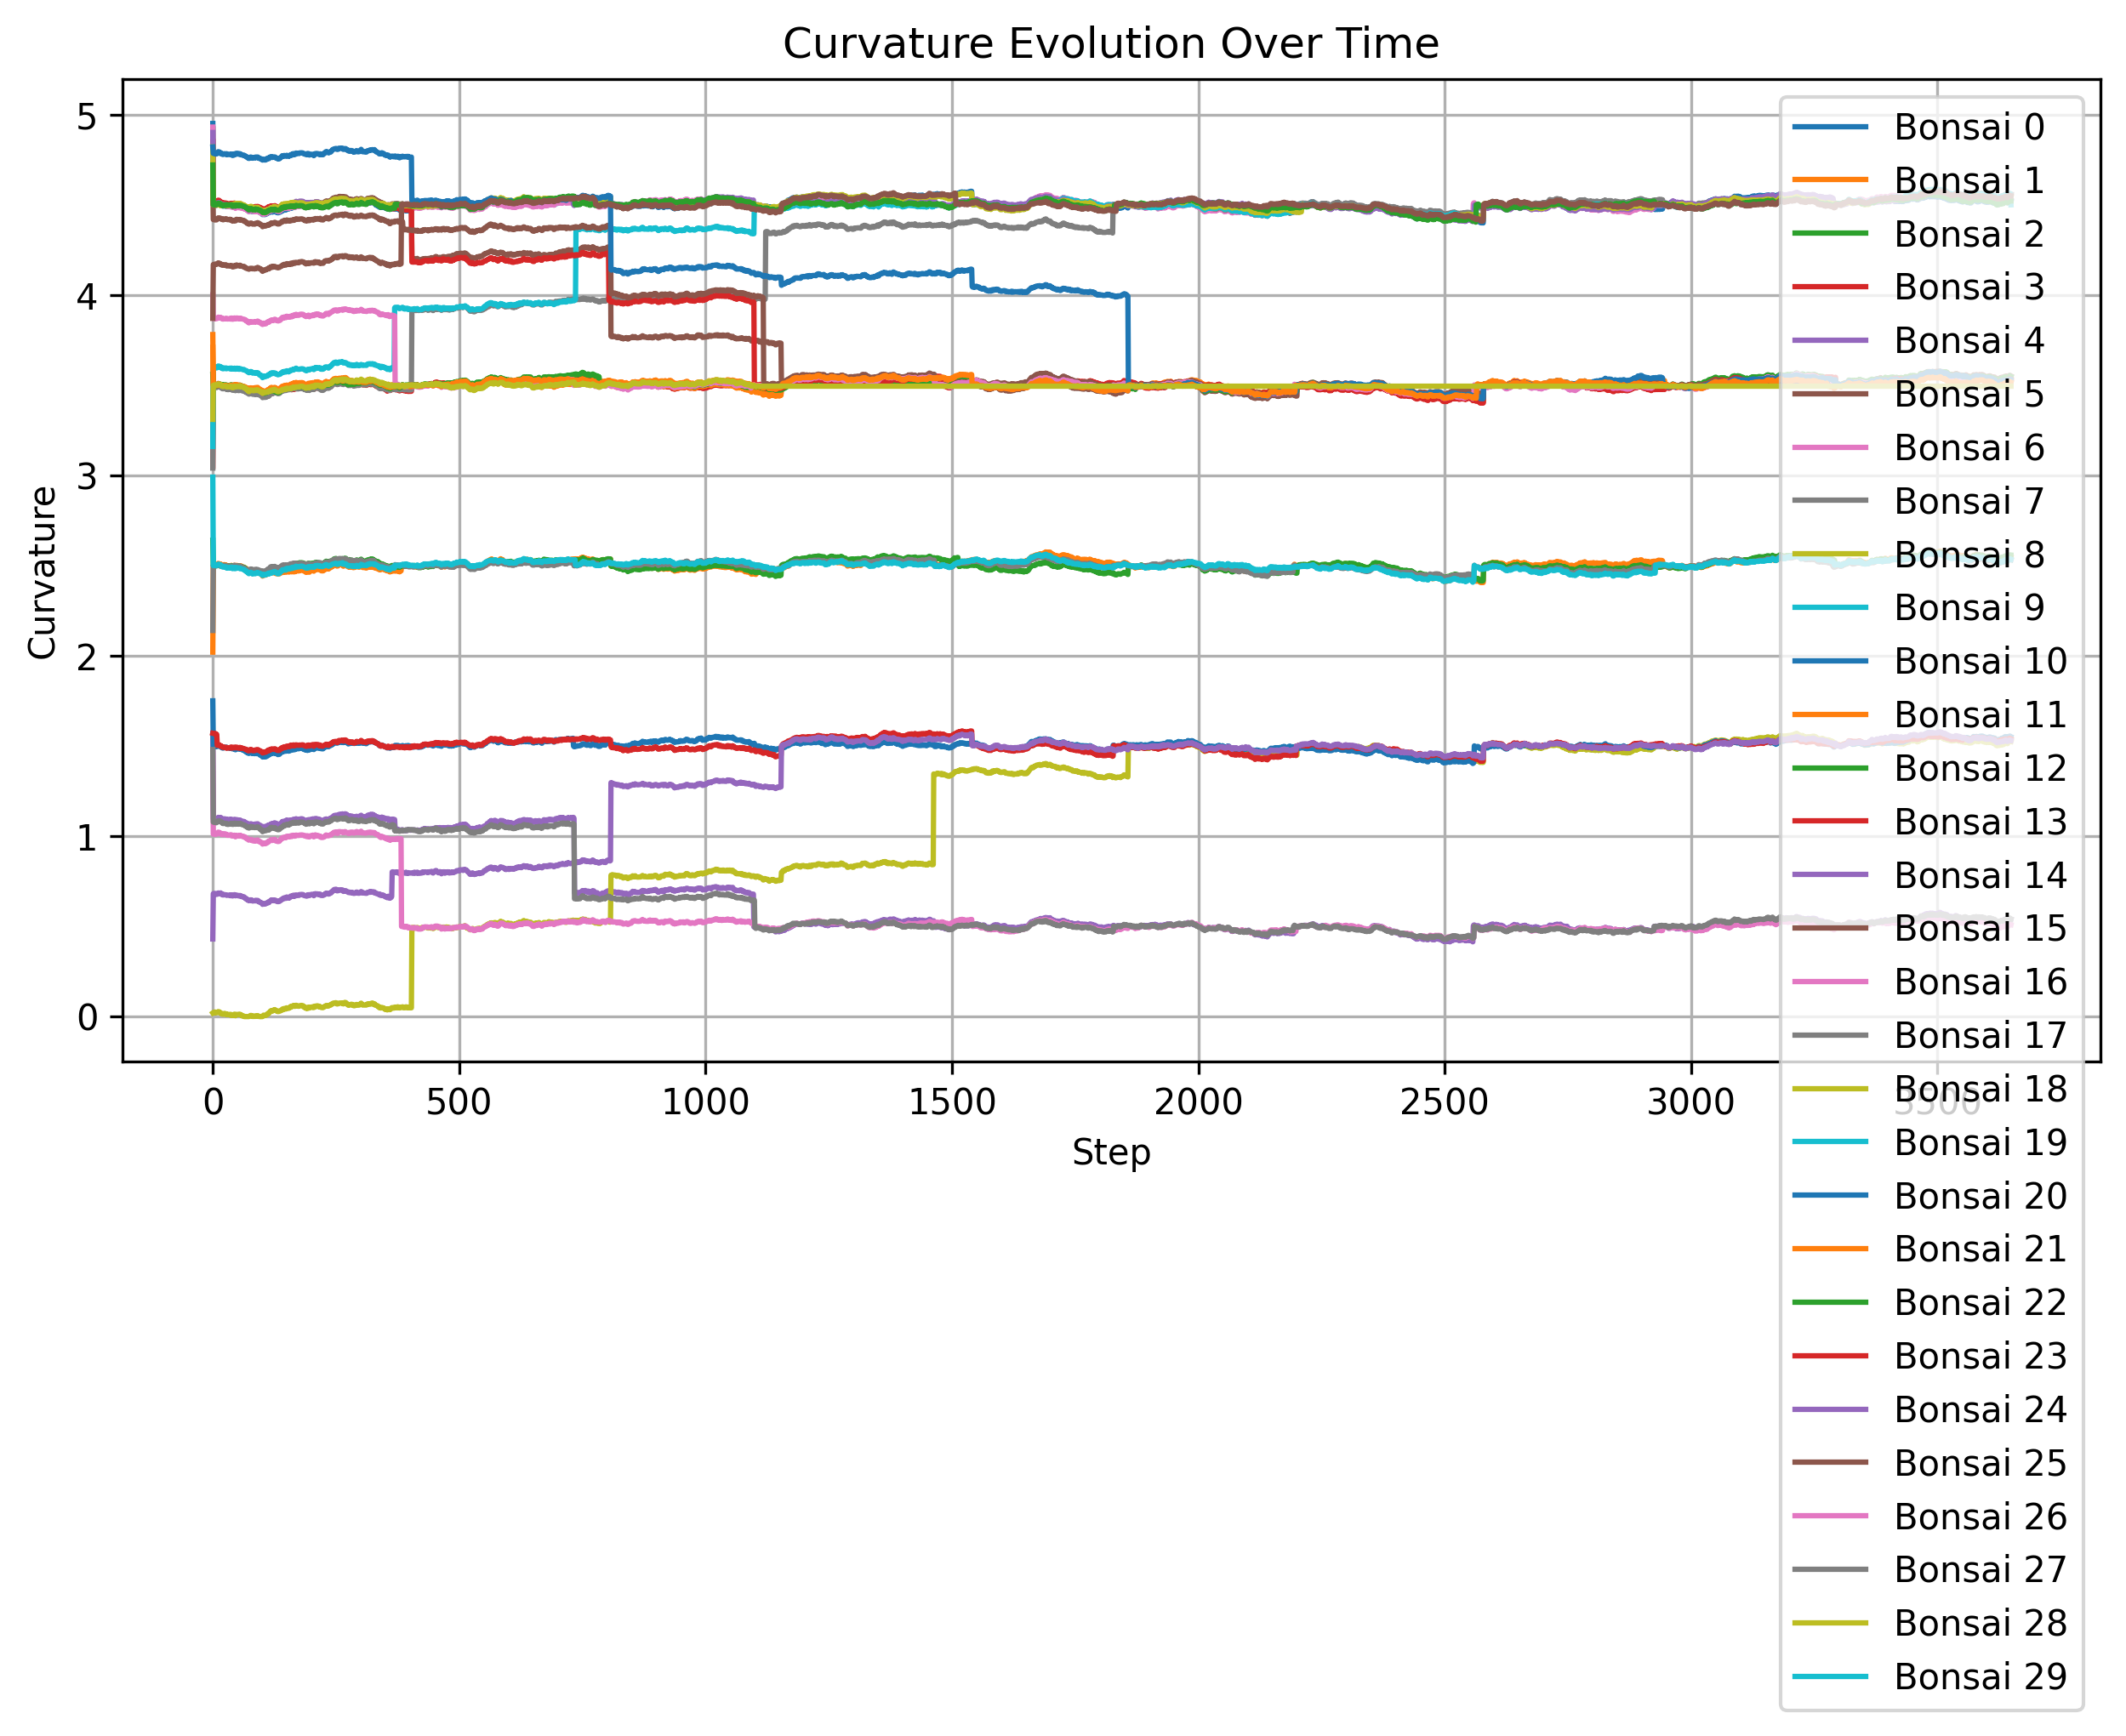 Curvature Evolution Over Time
Curvature
5
4
3
2
1
0
0 500 1000 1500 2000 2500 3000 3500
Step
Bonsai 0
Bonsai 1
Bonsai 2
Bonsai 3
Bonsai 4
Bonsai 5
Bonsai 6
Bonsai 7
Bonsai 8
Bonsai 9
Bonsai 10
Bonsai 11
Bonsai 12
Bonsai 13
Bonsai 14
Bonsai 15
Bonsai 16
Bonsai 17
Bonsai 18
Bonsai 19
Bonsai 20
Bonsai 21
Bonsai 22
Bonsai 23
Bonsai 24
Bonsai 25
Bonsai 26
Bonsai 27
Bonsai 28
Bonsai 29